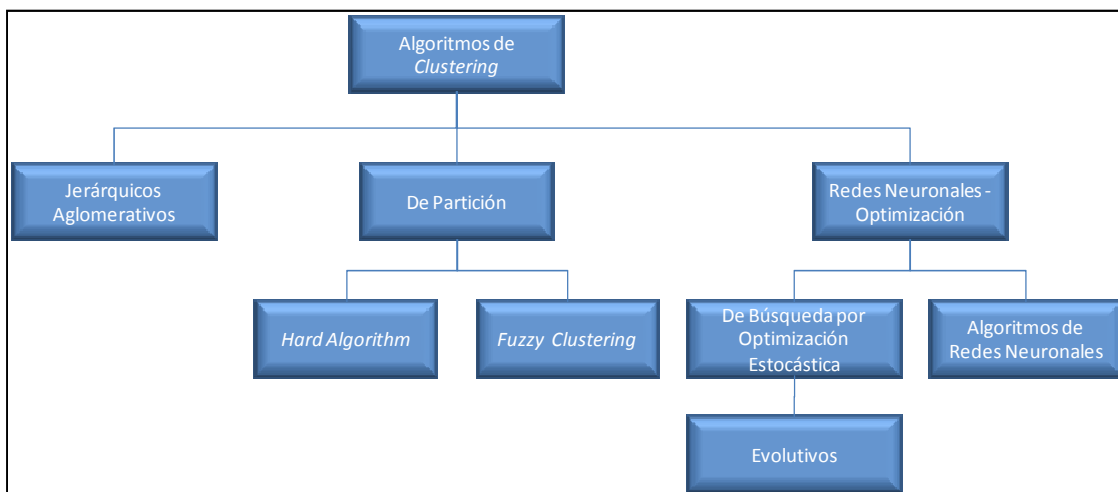 Algoritmos de
Clustering
Jerárquicos
Aglomerativos
De Partición
Redes Neuronales -
Optimización
Hard Algorithm
Fuzzy Clustering
De Búsqueda por
Optimización
Estocástica
Algoritmos de
Redes Neuronales
Evolutivos